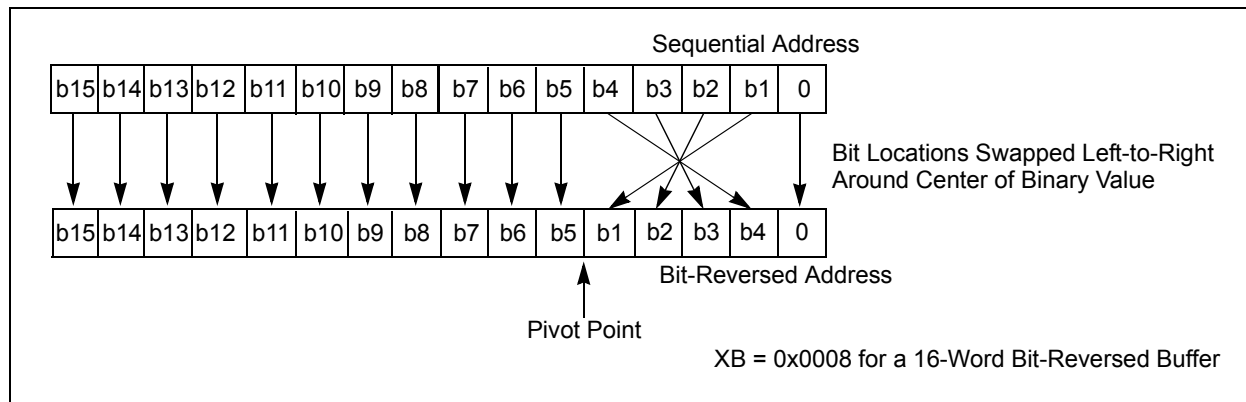 Sequential Address
b15 b14 b13 b12 b11 b10 b9 b8 b7 b6 b5 b4 b3 b2 b1 0
Bit Locations Swapped Left-to-Right
Around Center of Binary Value
b15 b14 b13 b12 b11 b10 b9 b8 b7 b6 b5 b1 b2 b3 b4 0
Bit-Reversed Address
Pivot Point
XB = 0x0008 for a 16-Word Bit-Reversed Buffer